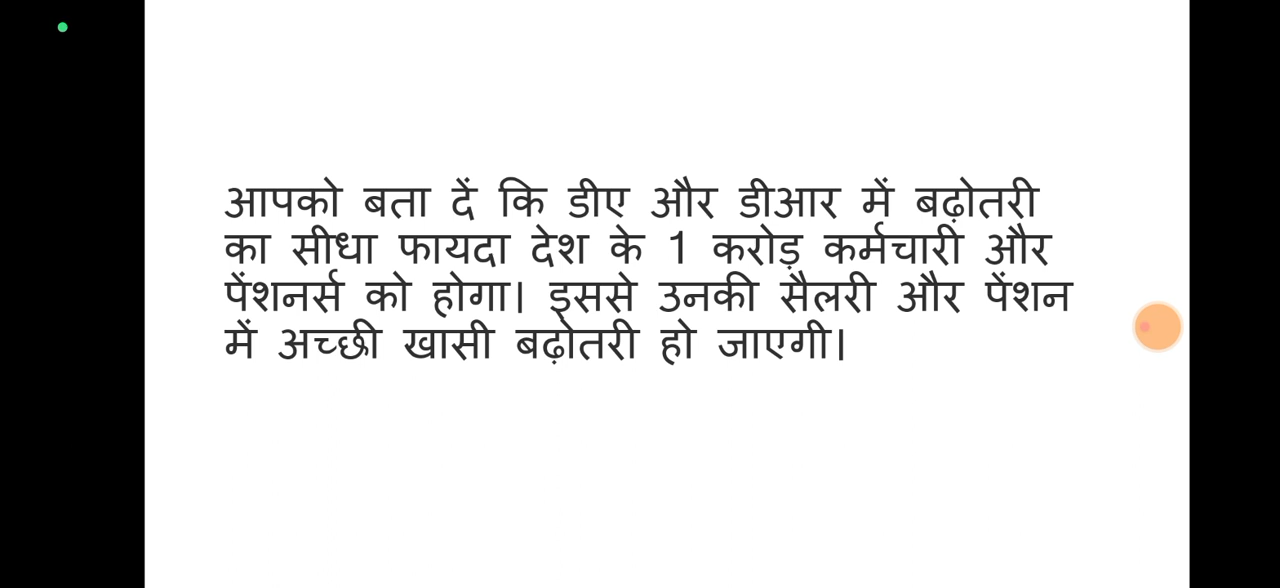 आपको बता दें कि डीए और डीआर में बढ़ोतरी
का सीधा फायदा देश के 1 करोड़ कर्मचारी और
पेंशनर्स को होगा। इससे उनकी सैलरी और पेंशन
में अच्छी खासी बढ़ोतरी हो जाएगी।